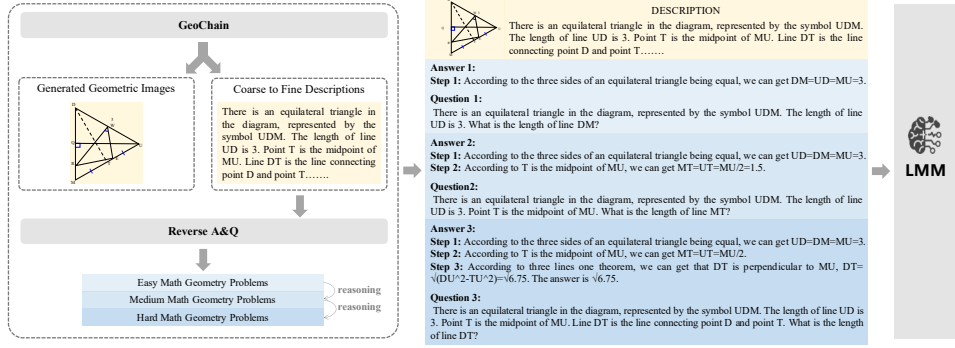 GeoChain
Generated Geometric Images
Coarse to Fine Descriptions
There is an equilateral triangle in
the diagram, represented by the
symbol UDM. The length of line
UD is 3. Point T is the midpoint of
MU. Line DT is the line connecting
point D and point T…….
Reverse A&Q
Easy Math Geometry Problems
Medium Math Geometry Problems
Hard Math Geometry Problems
reasoning
reasoning
DESCRIPTION
There is an equilateral triangle in the diagram, represented by the symbol UDM.
The length of line UD is 3. Point T is the midpoint of MU. Line DT is the line
connecting point D and point T…….
Answer 1:
Step 1: According to the three sides of an equilateral triangle being equal, we can get DM=UD=MU=3.
Question 1:
There is an equilateral triangle in the diagram, represented by the symbol UDM. The length of line
UD is 3. What is the length of line DM?
Answer 2:
Step 1: According to the three sides of an equilateral triangle being equal, we can get UD=DM=MU=3.
Step 2: According to T is the midpoint of MU, we can get MT=UT=MU/2=1.5.
Question2:
There is an equilateral triangle in the diagram, represented by the symbol UDM. The length of line
UD is 3. Point T is the midpoint of MU. What is the length of line MT?
Answer 3:
Step 1: According to the three sides of an equilateral triangle being equal, we can get UD=DM=MU=3.
Step 2: According to T is the midpoint of MU, we can get MT=UT=MU/2.
Step 3: According to three lines one theorem, we can get that DT is perpendicular to MU, DT=
√(DU^2-TU^2)=√6.75. The answer is √6.75.
Question 3:
There is an equilateral triangle in the diagram, represented by the symbol UDM. The length of line UD is
3. Point T is the midpoint of MU. Line DT is the line connecting point D and point T. What is the length
of line DT?
LMM